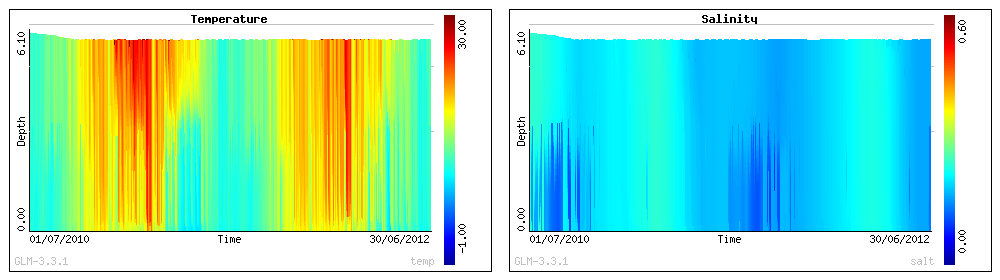 Temperature
6.10
Depth
0.00
01/07/2010 Time 30/06/2012
30.00
-1.00
GLM-3.3.1 temp
Salinity
6.10
Depth
0.00
01/07/2010 Time 30/06/2012
0.60
0.00
GLM-3.3.1 salt